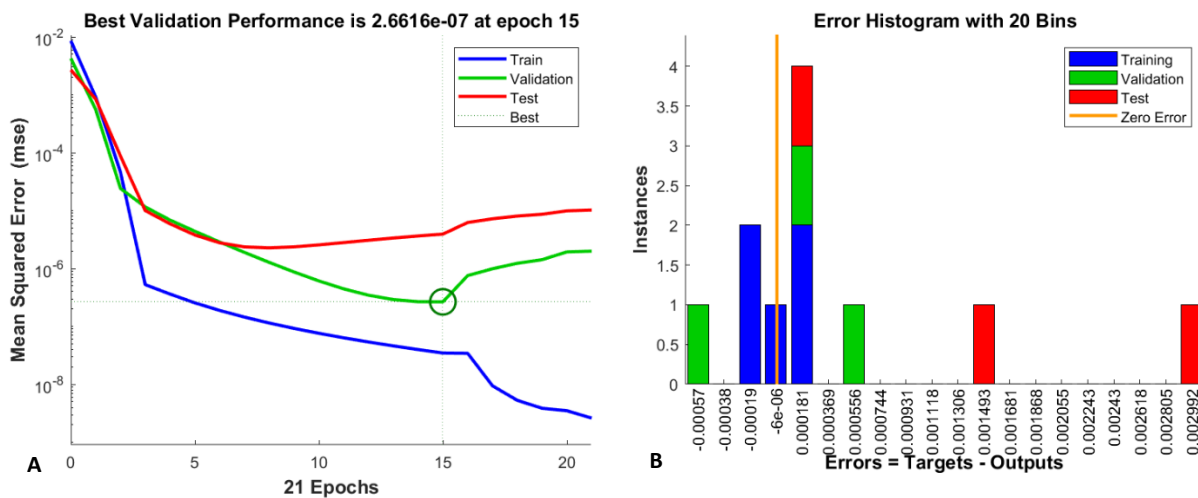 Best Validation Performance is 2.6616e-07 at epoch 15
Mean Squared Error (mse)
10-2
10-4
10-6
10-8
Train
Validation
Test
Best
0
5
10
15
20
21 Epochs
A
Error Histogram with 20 Bins
Instances
4
3.5
3
2.5
2
1.5
1
0.5
0
Training
Validation
Test
Zero Error
-0.00057
-0.00038
-0.00019
-6e-06
0.000181
0.000369
0.000556
0.000744
0.000931
0.001118
0.001306
0.001493
0.001681
0.001868
0.002055
0.002243
0.00243
0.002618
0.002805
0.002992
Errors = Targets - Outputs
B